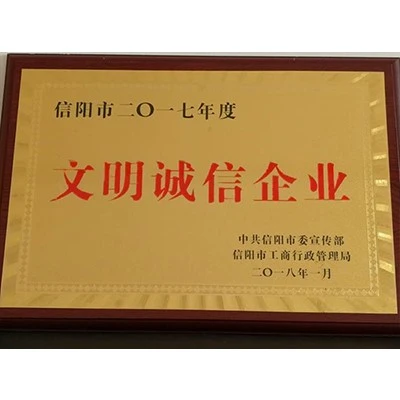 信阳市二〇一七年度
文明诚信企业
中共信阳市委宣传部
信阳市工商行政管理局
二〇一八年一月